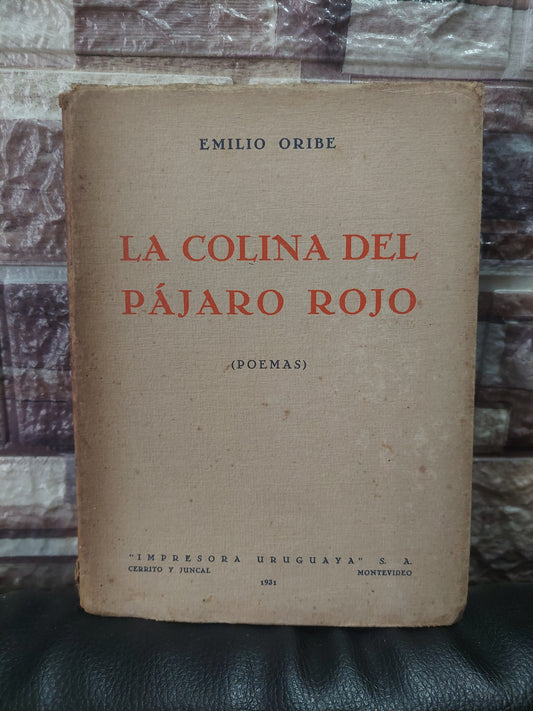 EMILIO ORIBE
LA COLINA DEL
PÁJARO ROJO
(POEMAS)
"IMPRESORA URUGUAYA" S. A.
CERRITO Y JUNCAL MONTEVIDEO
1931